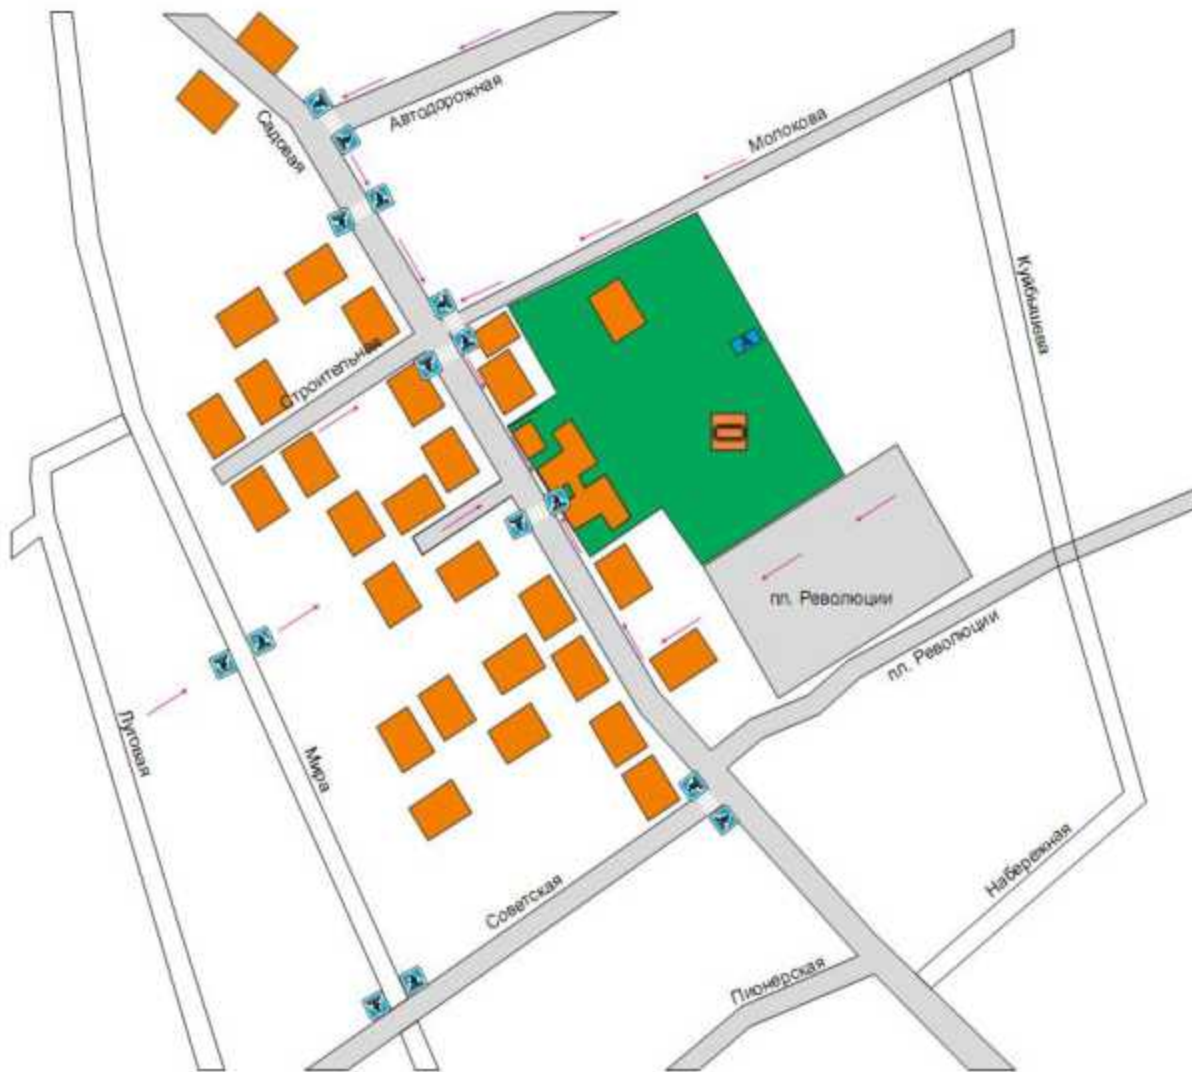 Автодорожная
Садовая
Молокова
Куйбышева
Строительная
пл. Революции
пл. Революции
Луговая
Мира
Набережная
Советская
Пионерская